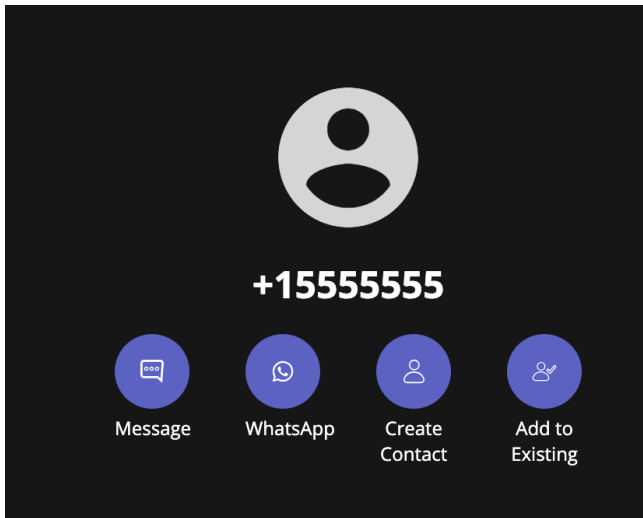 +15555555
Message
WhatsApp
Create
Contact
Add to
Existing